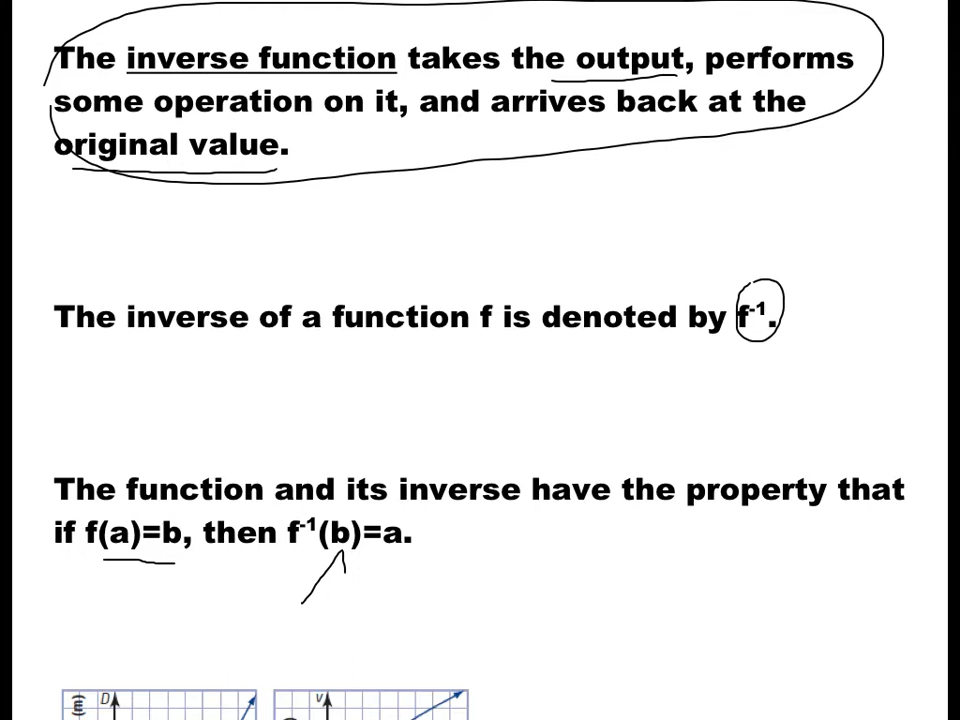 The inverse function takes the output, performs
some operation on it, and arrives back at the
original value.
The inverse of a function f is denoted by f⁻¹.
The function and its inverse have the property that
if f(a)=b, then f⁻¹(b)=a.
D
v